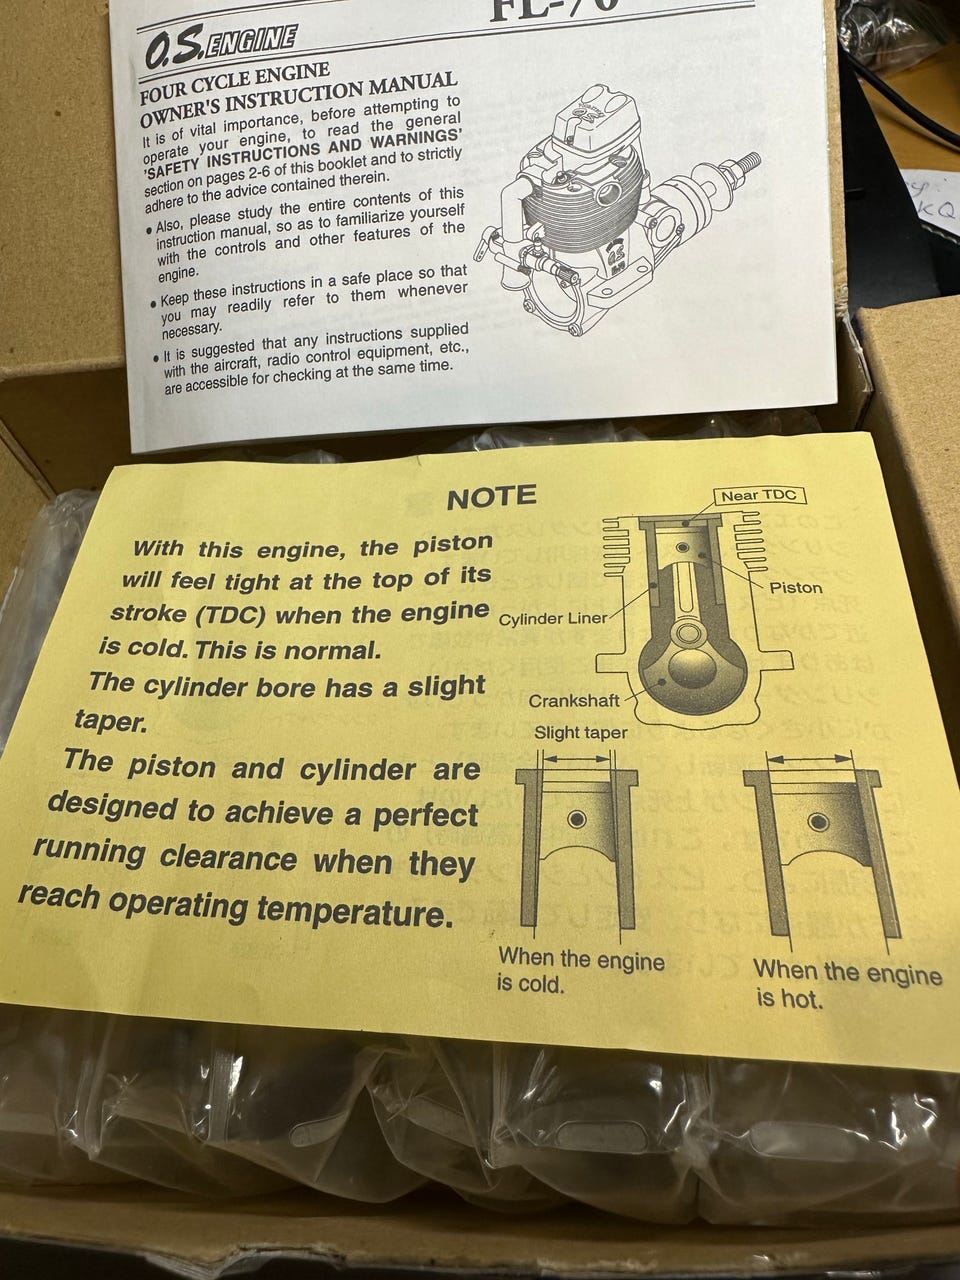 FL-70
O.S. ENGINE
FOUR CYCLE ENGINE
OWNER'S INSTRUCTION MANUAL
It is of vital importance, before attempting to
operate your engine, to read the general
'SAFETY INSTRUCTIONS AND WARNINGS'
section on pages 2-6 of this booklet and to strictly
adhere to the advice contained therein.
• Also, please study the entire contents of this
instruction manual, so as to familiarize yourself
with the controls and other features of the
engine.
• Keep these instructions in a safe place so that
you may readily refer to them whenever
necessary.
• It is suggested that any instructions supplied
with the aircraft, radio control equipment, etc.,
are accessible for checking at the same time.
O.S.
O.S.
NOTE
With this engine, the piston
will feel tight at the top of its
stroke (TDC) when the engine
is cold. This is normal.
The cylinder bore has a slight
taper.
The piston and cylinder are
designed to achieve a perfect
running clearance when they
reach operating temperature.
Near TDC
Piston
Cylinder Liner
Crankshaft
Slight taper
When the engine
is cold.
When the engine
is hot.